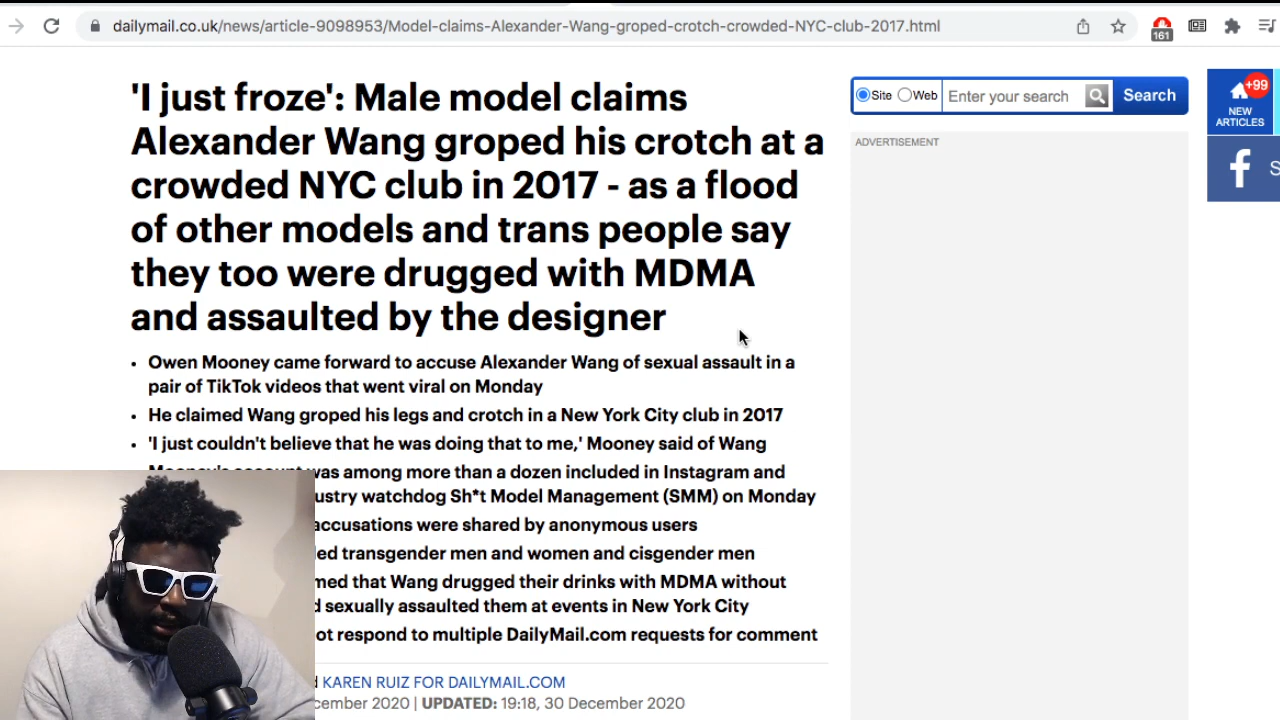 dailymail.co.uk/news/article-9098953/Model-claims-Alexander-Wang-groped-crotch-crowded-NYC-club-2017.html
161
'I just froze': Male model claims
Alexander Wang groped his crotch at a
crowded NYC club in 2017 - as a flood
of other models and trans people say
they too were drugged with MDMA
and assaulted by the designer
• Owen Mooney came forward to accuse Alexander Wang of sexual assault in a
pair of TikTok videos that went viral on Monday
• He claimed Wang groped his legs and crotch in a New York City club in 2017
• 'I just couldn't believe that he was doing that to me,' Mooney said of Wang
Mooney's account was among more than a dozen included in Instagram and
ustry watchdog Sh*t Model Management (SMM) on Monday
accusations were shared by anonymous users
ed transgender men and women and cisgender men
med that Wang drugged their drinks with MDMA without
d sexually assaulted them at events in New York City
ot respond to multiple DailyMail.com requests for comment
d KAREN RUIZ FOR DAILYMAIL.COM
cember 2020 | UPDATED: 19:18, 30 December 2020
Site Web Enter your search Search
ADVERTISEMENT
+99
NEW
ARTICLES
f S